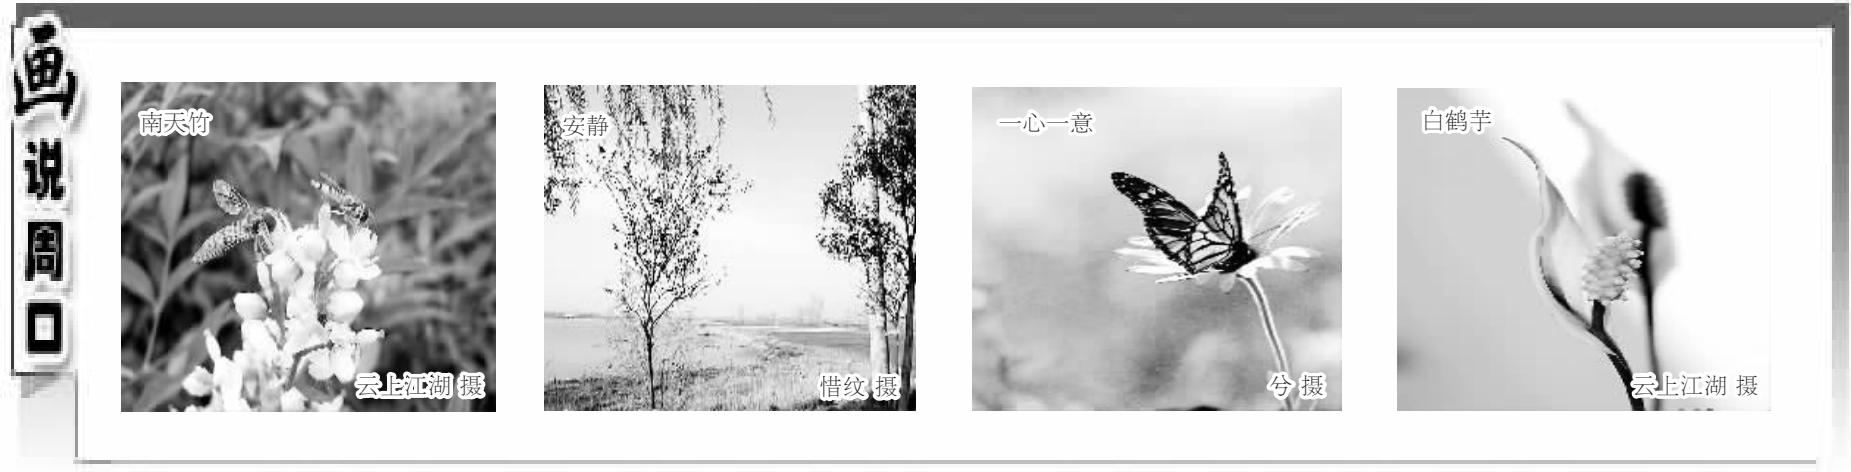 画说周口
南天竹
云上江湖 摄
安静
惜纹 摄
一心一意
兮 摄
白鹤芋
云上江湖 摄